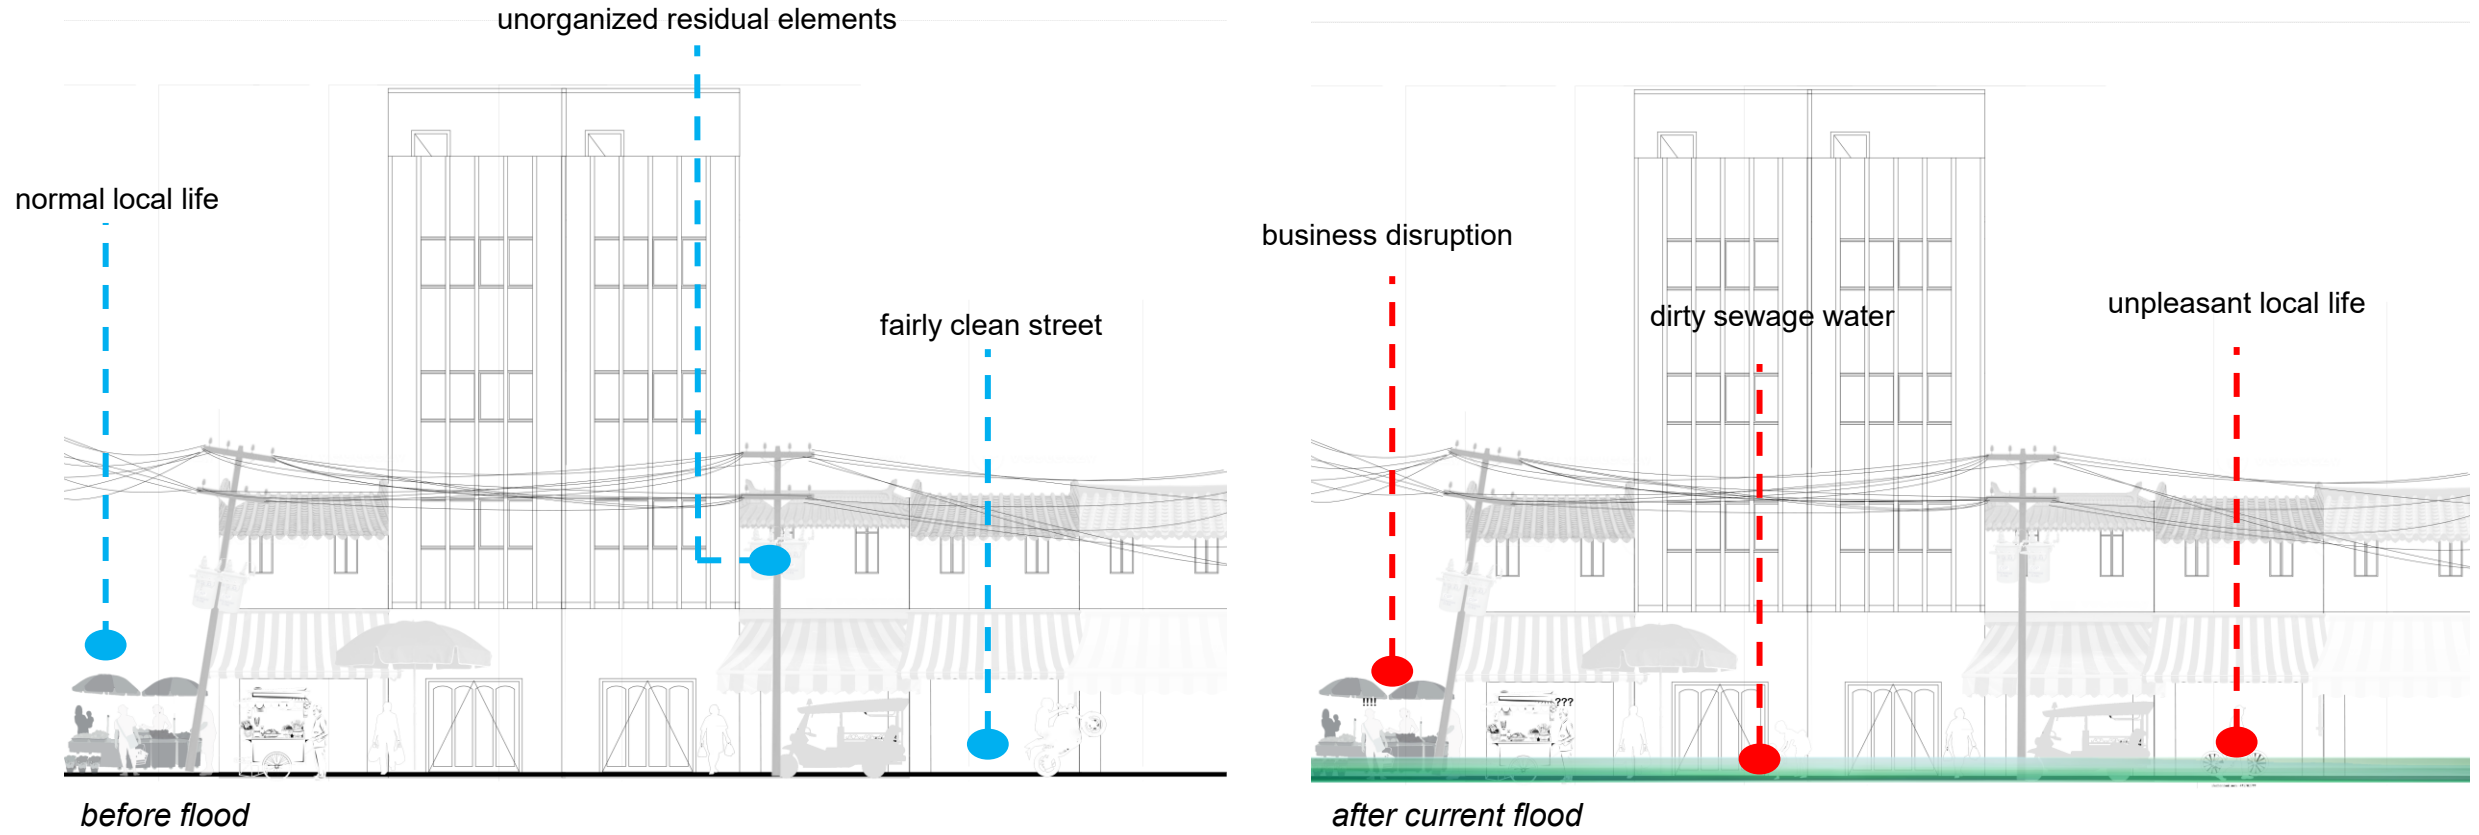 unorganized residual elements
normal local life
fairly clean street
before flood
business disruption
dirty sewage water
unpleasant local life
!!!!
???
after current flood